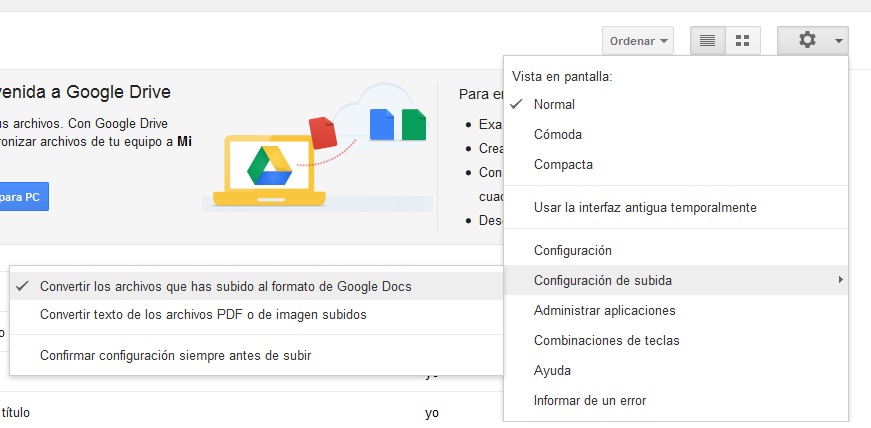 Ordenar
venida a Google Drive
us archivos. Con Google Drive
ronizar archivos de tu equipo a Mi
para PC
Para en
Exa
Crea
Con
cuad
Des
Vista en pantalla:
Normal
Cómoda
Compacta
Usar la interfaz antigua temporalmente
Configuración
Configuración de subida
Administrar aplicaciones
Combinaciones de teclas
Ayuda
Informar de un error
Convertir los archivos que has subido al formato de Google Docs
Convertir texto de los archivos PDF o de imagen subidos
Confirmar configuración siempre antes de subir
o
título
yo